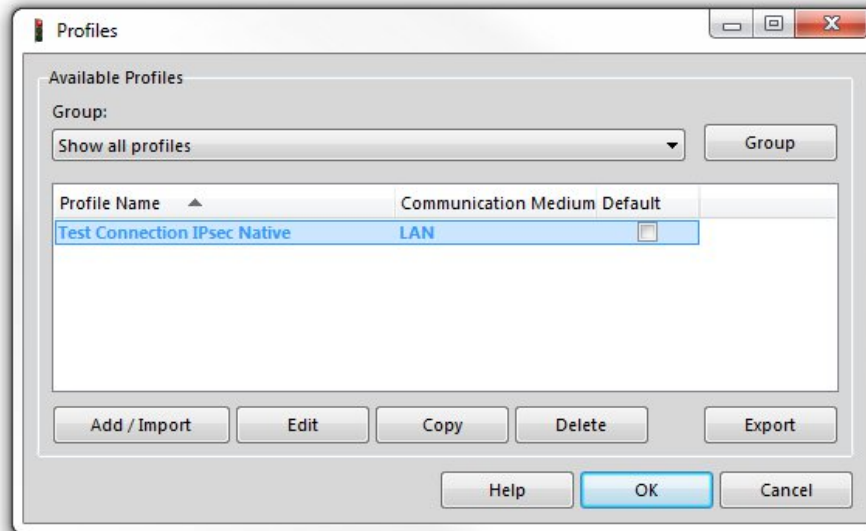 Profiles
Available Profiles
Group:
Show all profiles
Group
Profile Name Communication Medium Default
Test Connection IPsec Native LAN
Add / Import Edit Copy Delete Export
Help OK Cancel